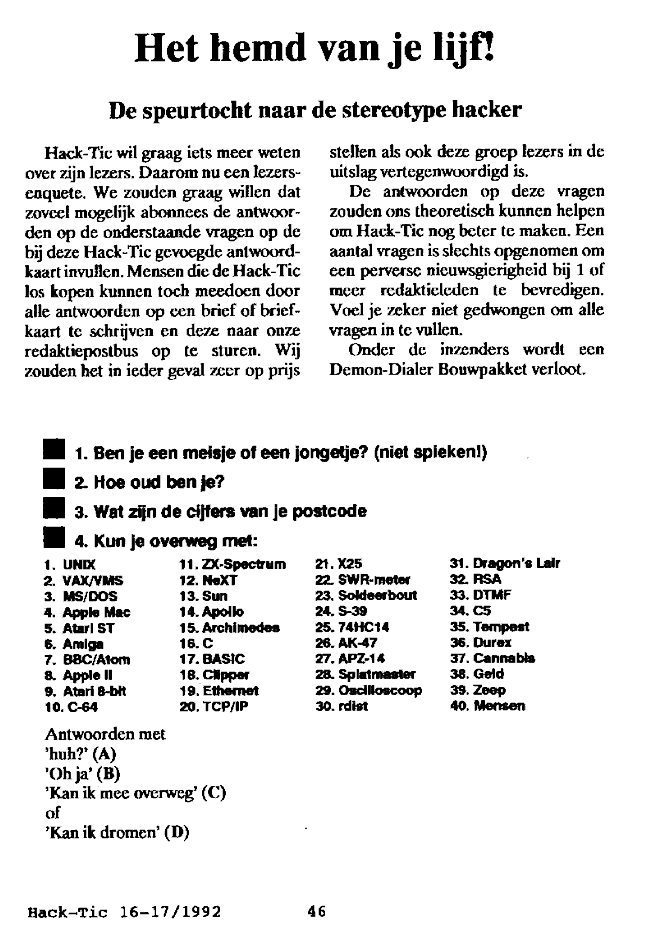 Het hemd van je lijf!
De speurtocht naar de stereotype hacker
Hack-Tic wil graag iets meer weten
over zijn lezers. Daarom nu een lezers-
enquete. We zouden graag willen dat
zoveel mogelijk abonnees de antwoor-
den op de onderstaande vragen op de
bij deze Hack-Tic gevoegde antwoord-
kaart invullen. Mensen die de Hack-Tic
los kopen kunnen toch meedoen door
alle antwoorden op een brief of brief-
kaart te schrijven en deze naar onze
redaktiepostbus op te sturen. Wij
zouden het in ieder geval zeer op prijs
stellen als ook deze groep lezers in de
uitslag vertegenwoordigd is.
De antwoorden op deze vragen
zouden ons theoretisch kunnen helpen
om Hack-Tic nog beter te maken. Een
aantal vragen is slechts opgenomen om
een perverse nieuwsgierigheid bij 1 of
meer redaktieleden te bevredigen.
Voel je zeker niet gedwongen om alle
vragen in te vullen.
Onder de inzenders wordt een
Demon-Dialer Bouwpakket verloot.
1. Ben je een meisje of een jongetje? (niet spieken!)
2. Hoe oud ben je?
3. Wat zijn de cijfers van je postcode
4. Kun je overweg met:
1. UNIX
2. VAX/VMS
3. MS/DOS
4. Apple Mac
5. Atari ST
6. Amiga
7. BBC/Atom
8. Apple II
9. Atari 8-bit
10. C-64
11. ZX-Spectrum
12. NeXT
13. Sun
14. Apollo
15. Archimedes
16. C
17. BASIC
18. Clipper
19. Ethernet
20. TCP/IP
21. X25
22. SWR-meter
23. Soldeerbout
24. S-39
25. 74HC14
26. AK-47
27. APZ-14
28. Splatmaster
29. Oscilloscoop
30. rdist
31. Dragon's Lair
32. RSA
33. DTMF
34. C5
35. Tempest
36. Durex
37. Cannabis
38. Geld
39. Zeep
40. Mensen
Antwoorden met
'huh?' (A)
'Oh ja' (B)
'Kan ik mee overweg' (C)
of
'Kan ik dromen' (D)
Hack-Tic 16-17/1992 46